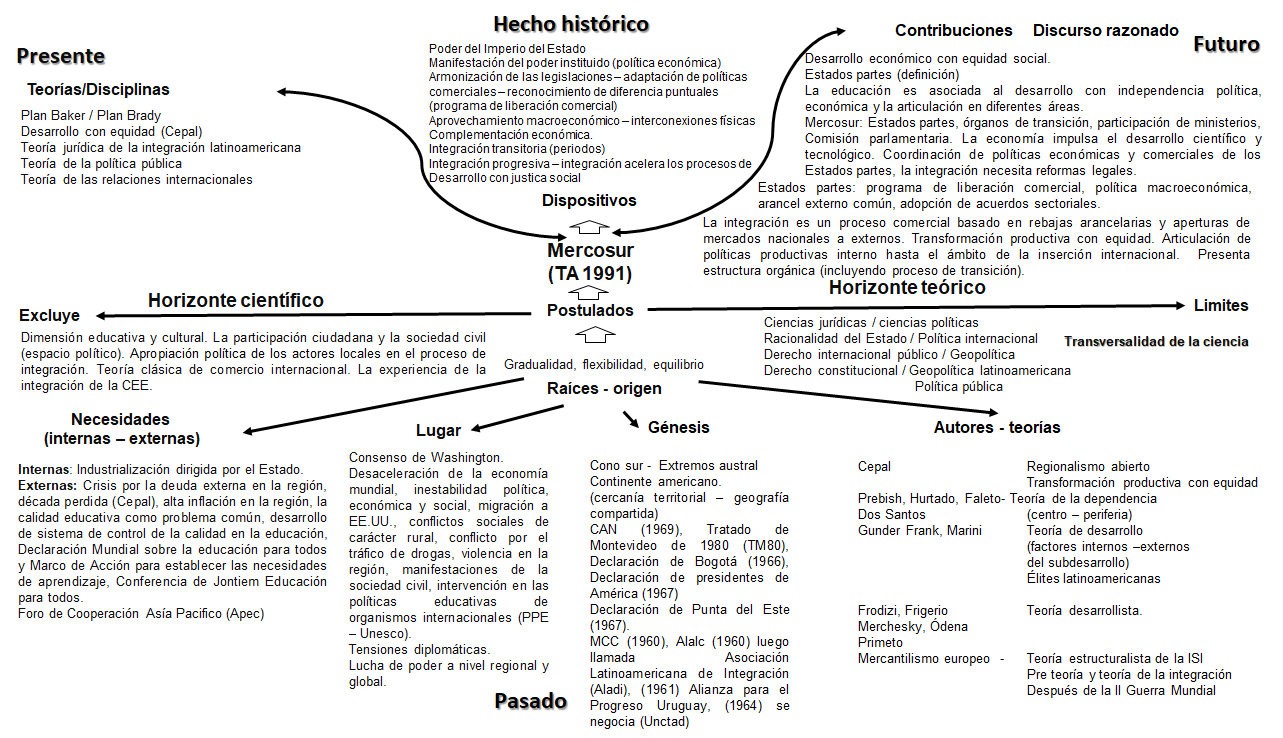 Hecho histórico
Poder del Imperio del Estado
Manifestación del poder instituido (política económica)
Armonización de las legislaciones – adaptación de políticas
comerciales – reconocimiento de diferencia puntuales
(programa de liberación comercial)
Aprovechamiento macroeconómico – interconexiones físicas
Complementación económica.
Integración transitoria (periodos)
Integración progresiva – integración acelera los procesos de
Desarrollo con justica social
Dispositivos
Presente
Teorías/Disciplinas
Plan Baker / Plan Brady
Desarrollo con equidad (Cepal)
Teoría jurídica de la integración latinoamericana
Teoría de la política pública
Teoría de las relaciones internacionales
Contribuciones Discurso razonado
Futuro
Desarrollo económico con equidad social.
Estados partes (definición)
La educación es asociada al desarrollo con independencia política,
económica y la articulación en diferentes áreas.
Mercosur: Estados partes, órganos de transición, participación de ministerios,
Comisión parlamentaria. La economía impulsa el desarrollo científico y
tecnológico. Coordinación de políticas económicas y comerciales de los
Estados partes, la integración necesita reformas legales.
Estados partes: programa de liberación comercial, política macroeconómica,
arancel externo común, adopción de acuerdos sectoriales.
La integración es un proceso comercial basado en rebajas arancelarias y aperturas de
mercados nacionales a externos. Transformación productiva con equidad. Articulación de
políticas productivas interno hasta el ámbito de la inserción internacional. Presenta
estructura orgánica (incluyendo proceso de transición).
Mercosur
(TA 1991)
Horizonte científico
Excluye
Dimensión educativa y cultural. La participación ciudadana y la sociedad civil
(espacio político). Apropiación política de los actores locales en el proceso de
integración. Teoría clásica de comercio internacional. La experiencia de la
integración de la CEE.
Postulados
Horizonte teórico
Limites
Ciencias jurídicas / ciencias políticas
Racionalidad del Estado / Política internacional
Derecho internacional público / Geopolítica
Derecho constitucional / Geopolítica latinoamericana
Política pública
Transversalidad de la ciencia
Gradualidad, flexibilidad, equilibrio
Raíces - origen
Necesidades
(internas – externas)
Internas: Industrialización dirigida por el Estado.
Externas: Crisis por la deuda externa en la región,
década perdida (Cepal), alta inflación en la región, la
calidad educativa como problema común, desarrollo
de sistema de control de la calidad en la educación,
Declaración Mundial sobre la educación para todos
y Marco de Acción para establecer las necesidades
de aprendizaje, Conferencia de Jontiem Educación
para todos.
Foro de Cooperación Asía Pacifico (Apec)
Lugar
Consenso de Washington.
Desaceleración de la economía
mundial, inestabilidad política,
económica y social, migración a
EE.UU., conflictos sociales de
carácter rural, conflicto por el
tráfico de drogas, violencia en la
región, manifestaciones de la
sociedad civil, intervención en las
políticas educativas de
organismos internacionales (PPE
– Unesco).
Tensiones diplomáticas.
Lucha de poder a nivel regional y
global.
Pasado
Génesis
Cono sur - Extremos austral
Continente americano.
(cercanía territorial – geografía
compartida)
CAN (1969), Tratado de
Montevideo de 1980 (TM80),
Declaración de Bogotá (1966),
Declaración de presidentes de
América (1967)
Declaración de Punta del Este
(1967).
MCC (1960), Alalc (1960) luego
llamada Asociación
Latinoamericana de Integración
(Aladi), (1961) Alianza para el
Progreso Uruguay, (1964) se
negocia (Unctad)
Autores - teorías
Cepal Regionalismo abierto
Transformación productiva con equidad
Prebish, Hurtado, Faleto- Teoría de la dependencia
Dos Santos (centro – periferia)
Gunder Frank, Marini Teoría de desarrollo
(factores internos –externos
del subdesarrollo)
Élites latinoamericanas
Frodizi, Frigerio Teoría desarrollista.
Merchesky, Ódena
Primeto
Mercantilismo europeo - Teoría estructuralista de la ISI
Pre teoría y teoría de la integración
Después de la II Guerra Mundial